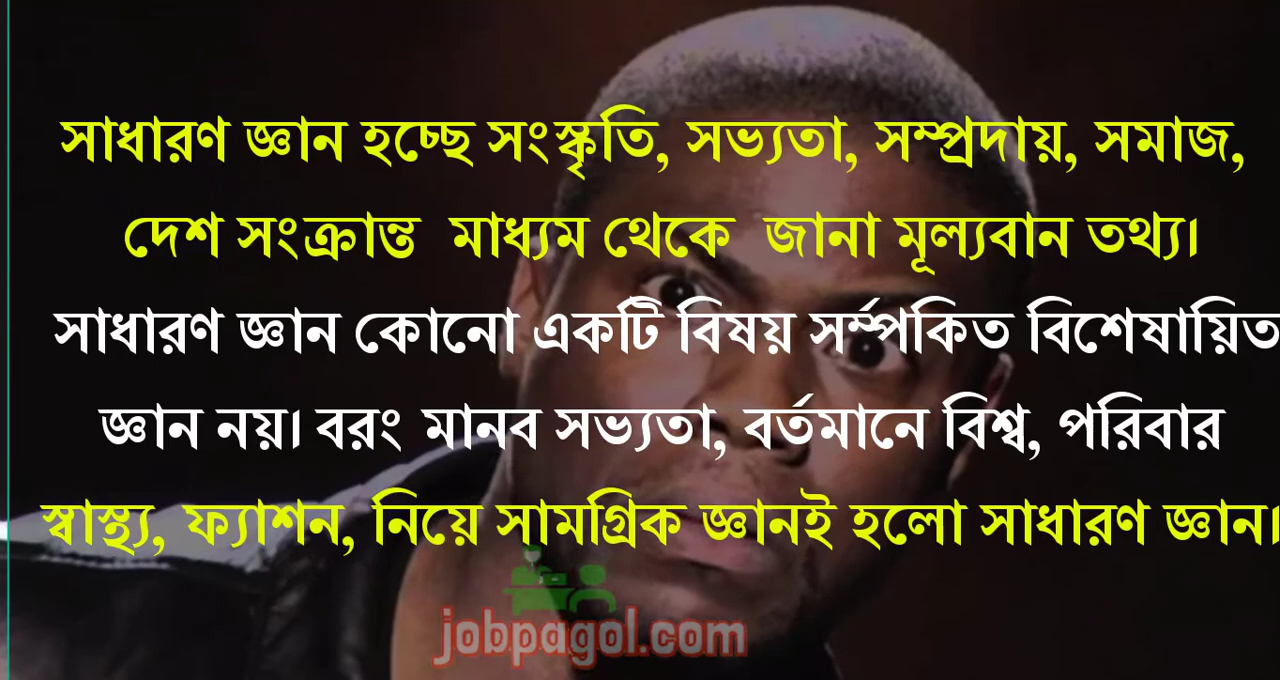 সাধারণ জ্ঞান হচ্ছে সংস্কৃতি, সভ্যতা, সম্প্রদায়, সমাজ,
দেশ সংক্রান্ত মাধ্যম থেকে জানা মূল্যবান তথ্য।
সাধারণ জ্ঞান কোনো একটি বিষয় সর্ম্পকিত বিশেষায়িত
জ্ঞান নয়। বরং মানব সভ্যতা, বর্তমানে বিশ্ব, পরিবার
স্বাস্থ্য, ফ্যাশন, নিয়ে সামগ্রিক জ্ঞানই হলো সাধারণ জ্ঞান।
jobpagol.com